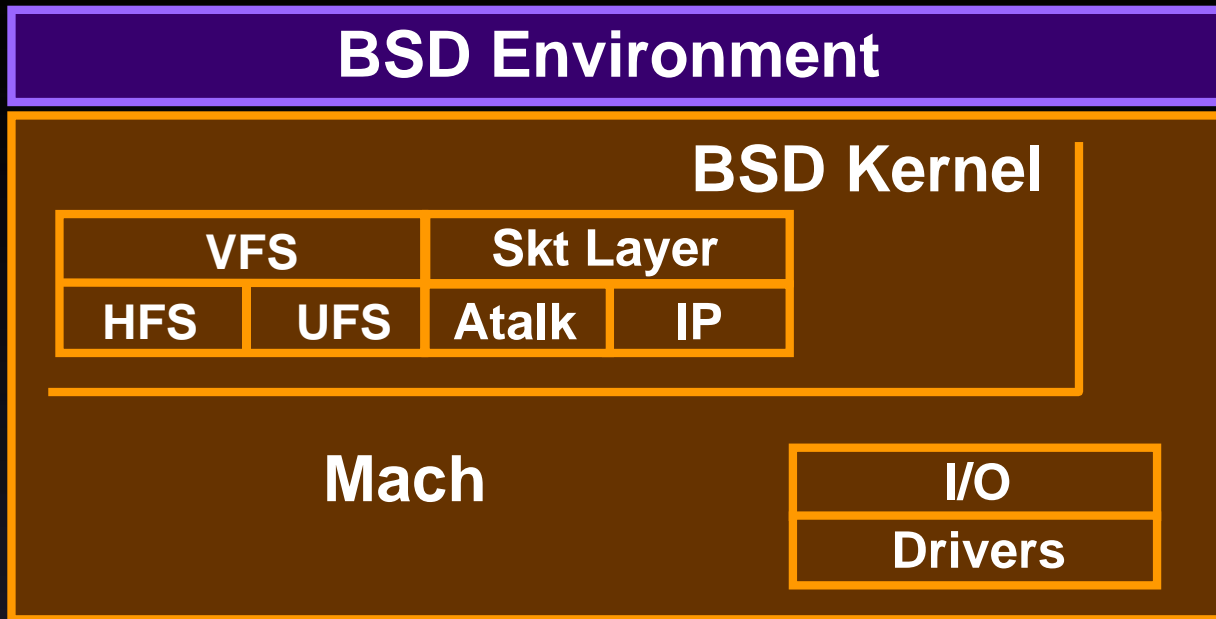 BSD Environment
BSD Kernel
VFS
Skt Layer
HFS
UFS
Atalk
IP
Mach
I/O
Drivers